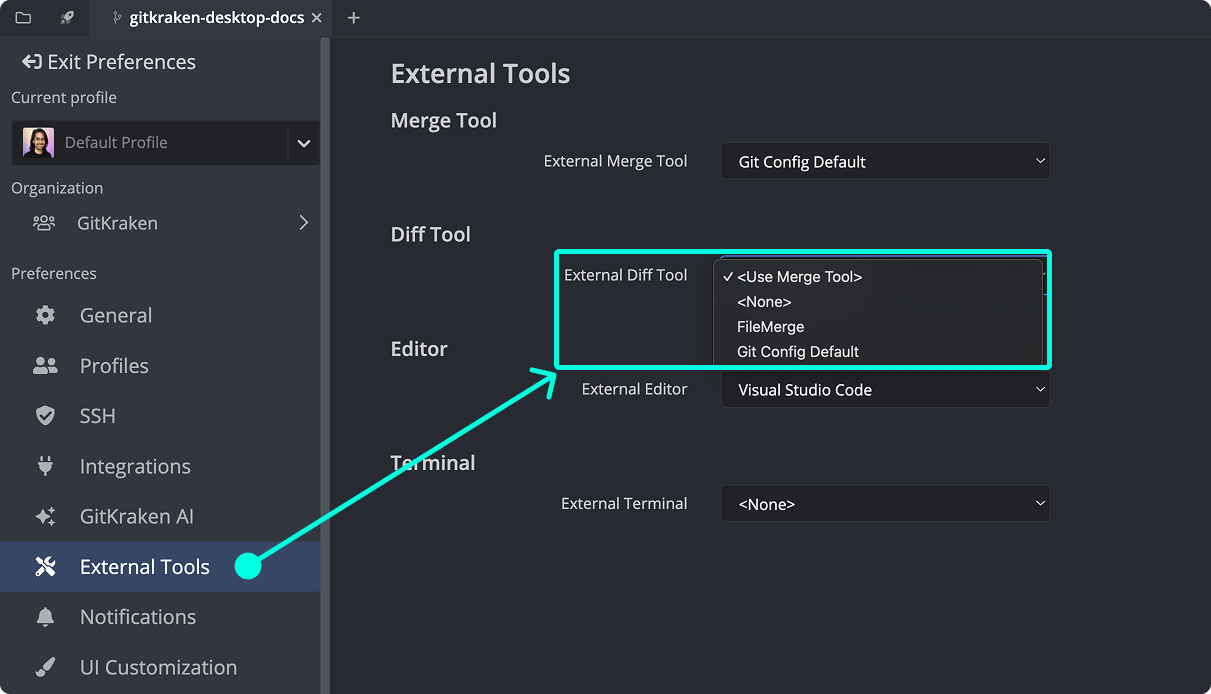 gitkraken-desktop-docs
Exit Preferences
Current profile
Default Profile
Organization
GitKraken
Preferences
General
Profiles
SSH
Integrations
GitKraken AI
External Tools
Notifications
UI Customization
External Tools
Merge Tool
External Merge Tool Git Config Default
Diff Tool
External Diff Tool <Use Merge Tool>
<None>
FileMerge
Git Config Default
Editor
External Editor Visual Studio Code
Terminal
External Terminal <None>